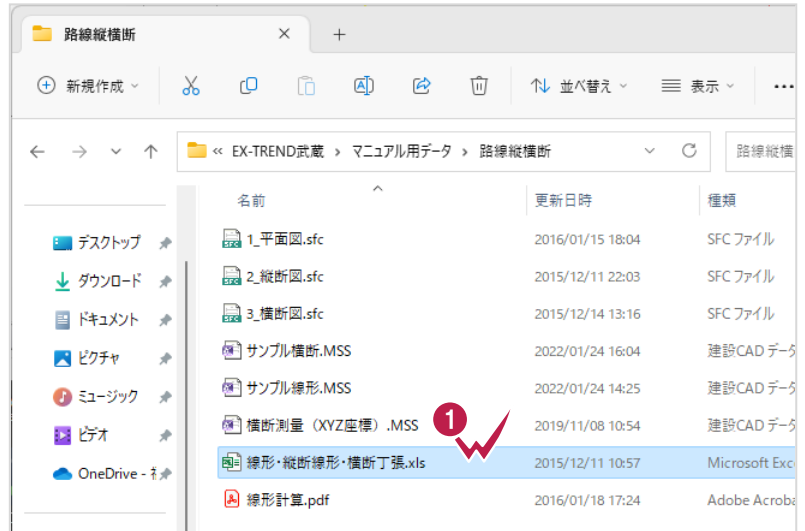 路線縦横断
新規作成 並べ替え 表示
« EX-TREND武蔵 › マニュアル用データ › 路線縦横断 路線縦横
名前 更新日時 種類
デスクトップ
ダウンロード
ドキュメント
ピクチャ
ミュージック
ビデオ
OneDrive -
1_平面図.sfc 2016/01/15 18:04 SFC ファイル
2_縦断図.sfc 2015/12/11 22:03 SFC ファイル
3_横断図.sfc 2015/12/14 13:16 SFC ファイル
サンプル横断.MSS 2022/01/24 16:04 建設CAD データ
サンプル線形.MSS 2022/01/24 14:25 建設CAD データ
横断測量（XYZ座標）.MSS 2019/11/08 10:54 建設CAD データ
1
線形・縦断線形・横断丁張.xls 2015/12/11 10:57 Microsoft Exc
線形計算.pdf 2016/01/18 17:24 Adobe Acroba